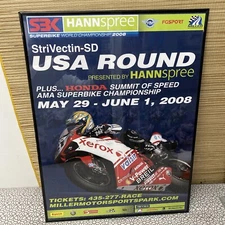 SBK HANNspree
SUPERBIKE WORLD CHAMPIONSHIP 2008
StriVectin-SD
USA ROUND
PRESENTED BY HANNspree
PLUS... HONDA SUMMIT OF SPEED
AMA SUPERBIKE CHAMPIONSHIP
MAY 29 - JUNE 1, 2008
Xerox
BREIL
TICKETS: 435-277-RACE
MILLERMOTORSPORTSPARK.COM